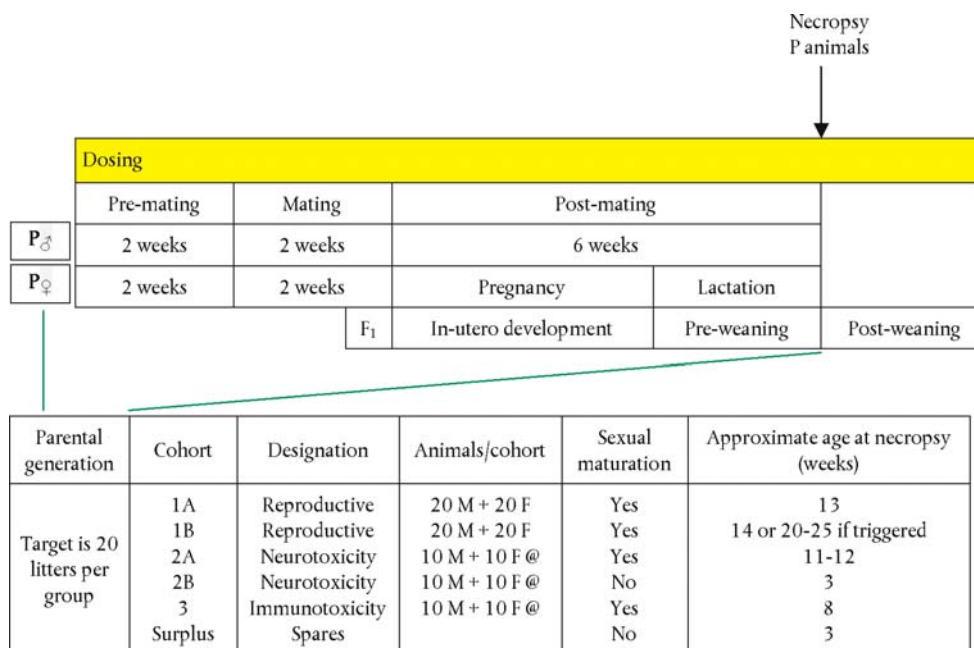 Necropsy
P animals
Dosing
Pre-mating Mating Post-mating
P♂ 2 weeks 2 weeks 6 weeks
P♀ 2 weeks 2 weeks Pregnancy Lactation
F₁ In-utero development Pre-weaning Post-weaning
Parental generation Cohort Designation Animals/cohort Sexual maturation Approximate age at necropsy (weeks)
Target is 20 litters per group
1A Reproductive 20 M + 20 F Yes 13
1B Reproductive 20 M + 20 F Yes 14 or 20-25 if triggered
2A Neurotoxicity 10 M + 10 F @ Yes 11-12
2B Neurotoxicity 10 M + 10 F @ No 3
3 Immunotoxicity 10 M + 10 F @ Yes 8
Surplus Spares No 3